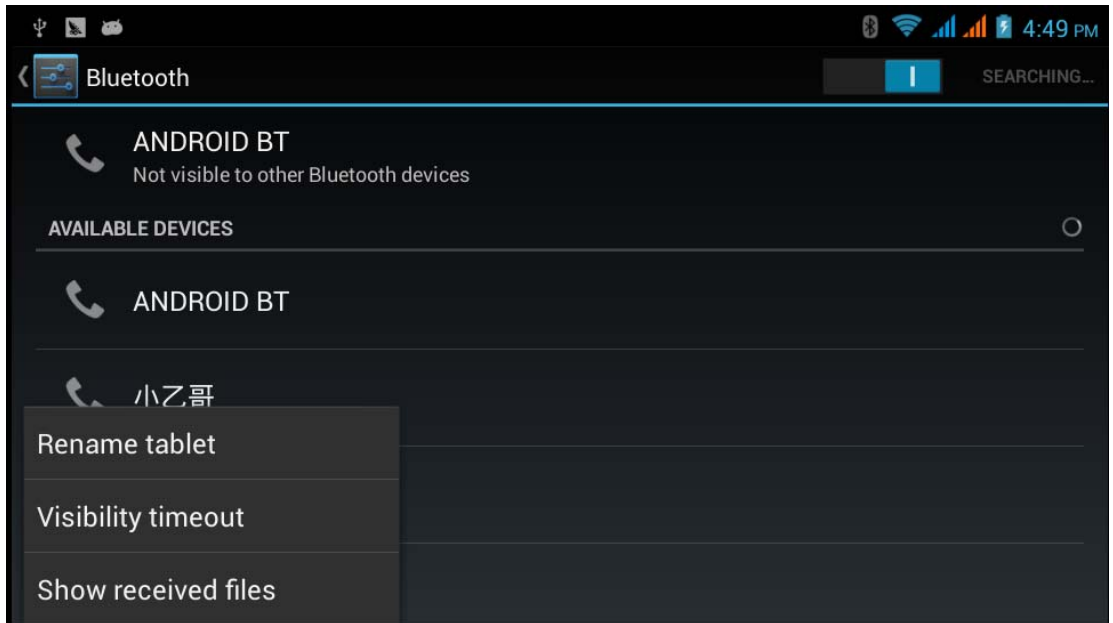 4:49 PM
Bluetooth
SEARCHING...
ANDROID BT
Not visible to other Bluetooth devices
AVAILABLE DEVICES
ANDROID BT
小乙哥
Rename tablet
Visibility timeout
Show received files